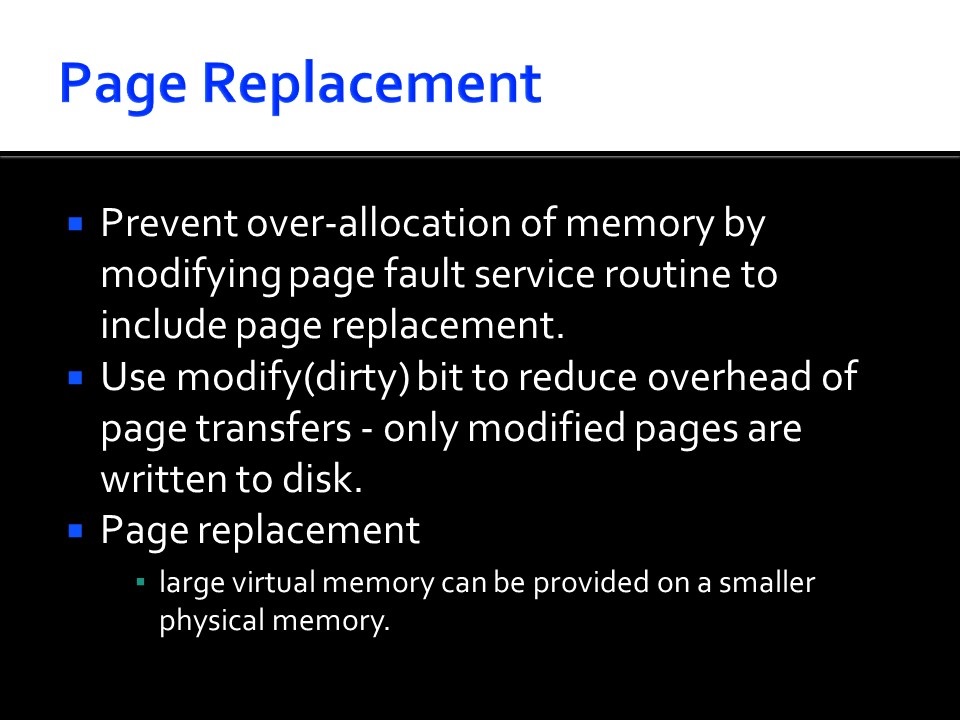 Page Replacement
Prevent over-allocation of memory by
modifying page fault service routine to
include page replacement.
Use modify(dirty) bit to reduce overhead of
page transfers - only modified pages are
written to disk.
Page replacement
large virtual memory can be provided on a smaller
physical memory.